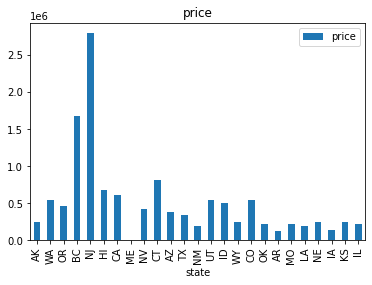 price
1e6
price
2.5
2.0
1.5
1.0
0.5
0.0
AK WA OR BC NJ HI CA ME NV CT AZ TX NM UT ID WY CO OK AR MO LA NE IA KS IL
state